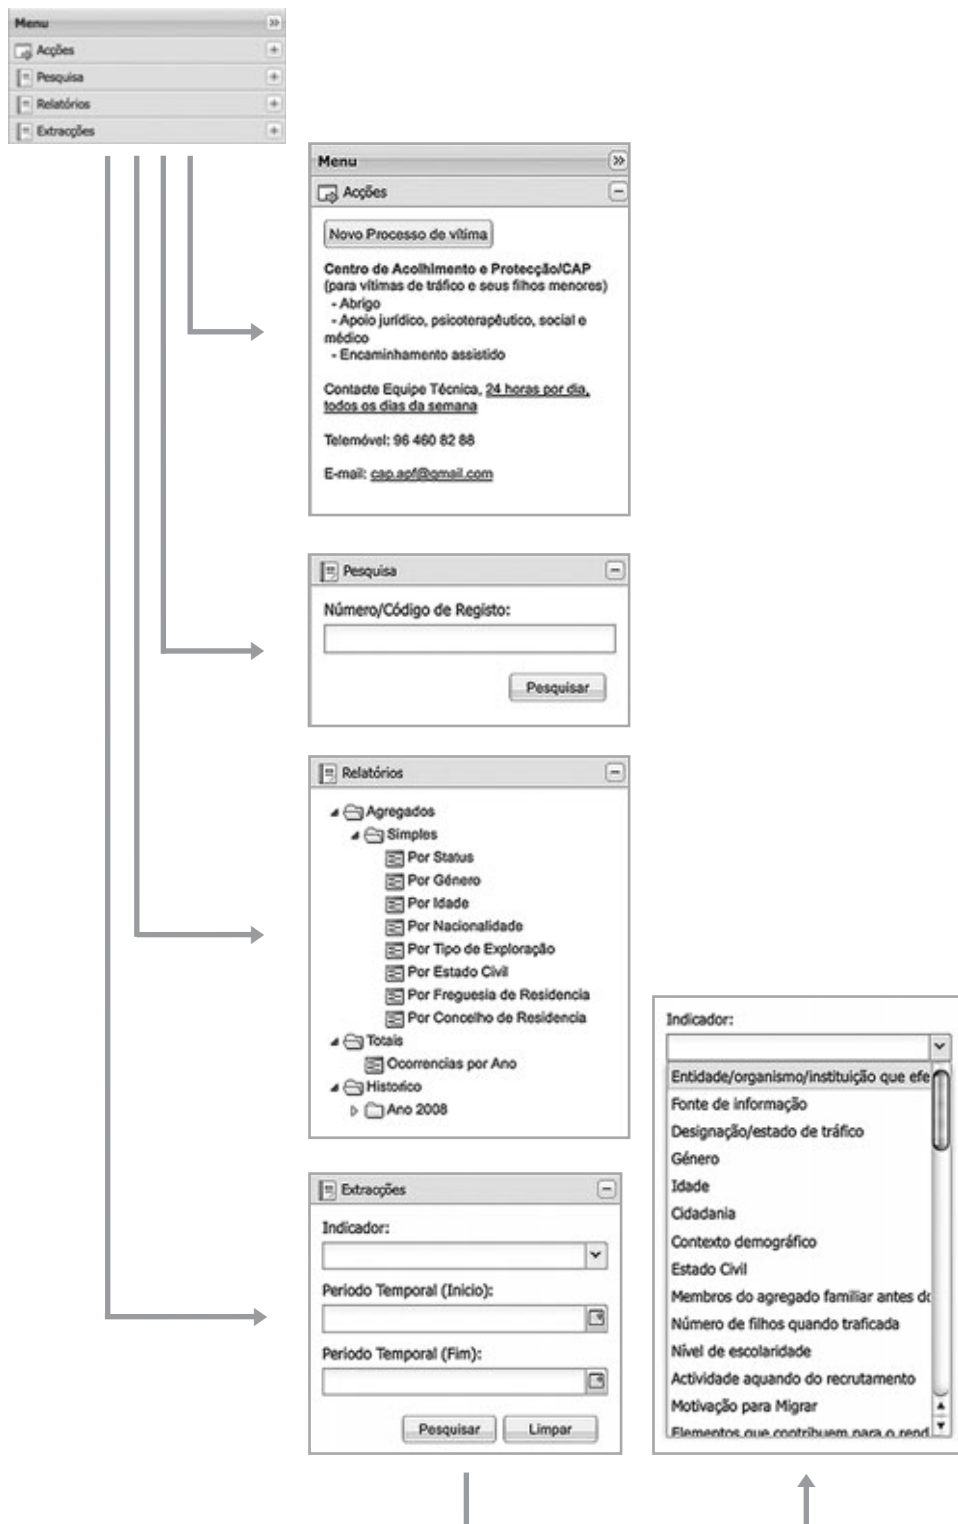 Menu
Acções
Pesquisa
Relatórios
Extracções
Menu
Acções
Novo Processo de vítima
Centro de Acolhimento e Protecção/CAP
(para vítimas de tráfico e seus filhos menores)
- Abrigo
- Apoio jurídico, psicoterapêutico, social e
médico
- Encaminhamento assistido
Contacte Equipe Técnica, 24 horas por dia,
todos os dias da semana
Telemóvel: 96 460 82 88
E-mail: cap.apf@gmail.com
Pesquisa
Número/Código de Registo:
Pesquisar
Relatórios
Agregados
Simples
Por Status
Por Género
Por Idade
Por Nacionalidade
Por Tipo de Exploração
Por Estado Civil
Por Freguesia de Residencia
Por Concelho de Residencia
Totais
Ocorrencias por Ano
Historico
Ano 2008
Extracções
Indicador:
Periodo Temporal (Inicio):
Periodo Temporal (Fim):
Pesquisar
Limpar
Indicador:
Entidade/organismo/instituição que efe
Fonte de informação
Designação/estado de tráfico
Género
Idade
Cidadania
Contexto demográfico
Estado Civil
Membros do agregado familiar antes do
Número de filhos quando traficada
Nível de escolaridade
Actividade aquando do recrutamento
Motivação para Migrar
Elementos que contribuem para o rend